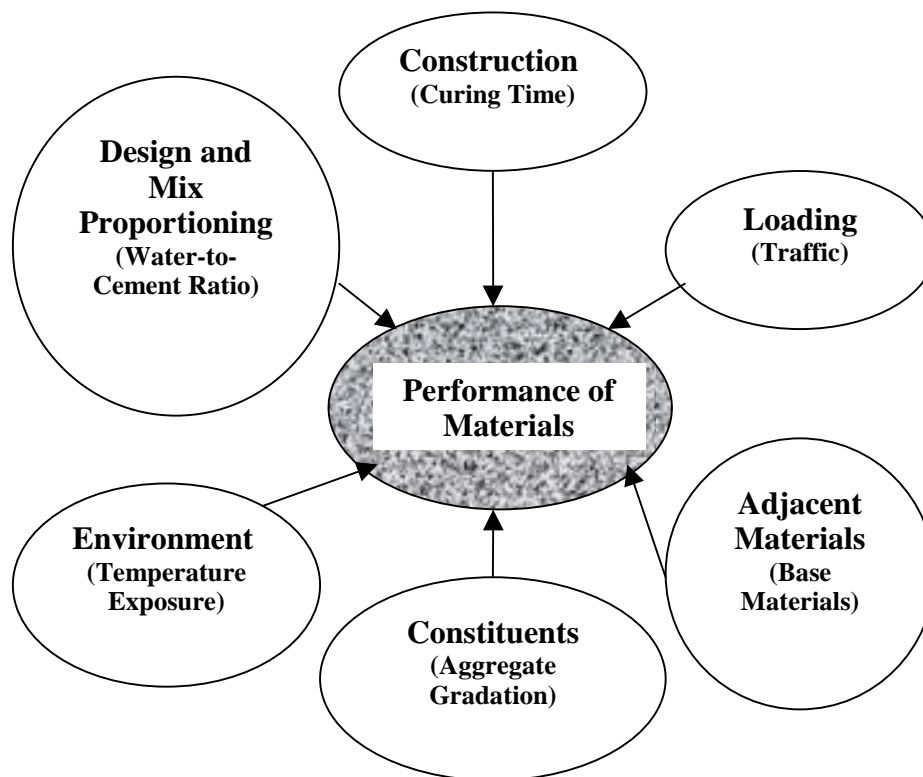 Construction
(Curing Time)
Design and
Mix
Proportioning
(Water-to-
Cement Ratio)
Loading
(Traffic)
Performance of
Materials
Environment
(Temperature
Exposure)
Adjacent
Materials
(Base
Materials)
Constituents
(Aggregate
Gradation)